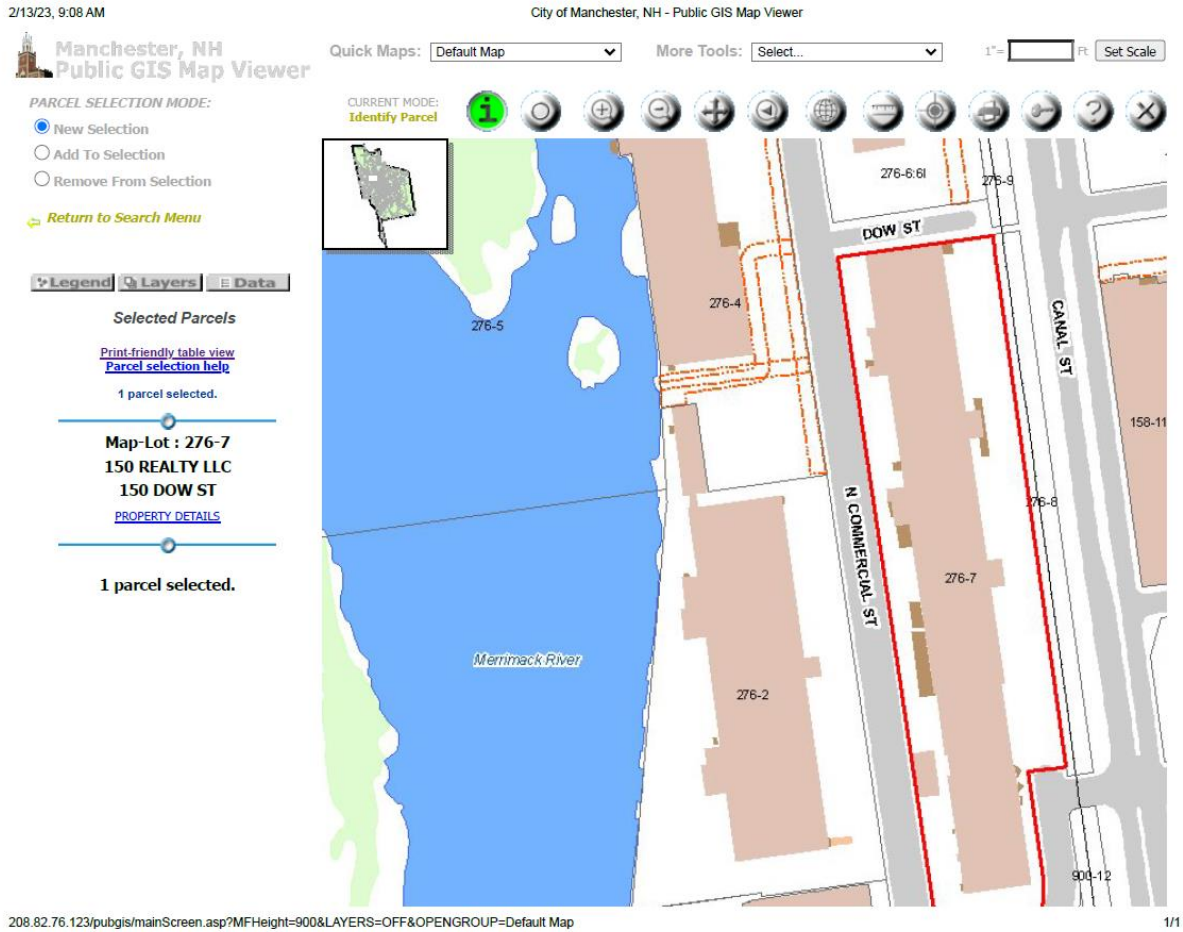 2/13/23, 9:08 AM
City of Manchester, NH - Public GIS Map Viewer
Manchester, NH
Public GIS Map Viewer
Quick Maps:
Default Map
More Tools:
Select...
1"=
Ft
Set Scale
PARCEL SELECTION MODE:
New Selection
Add To Selection
Remove From Selection
Return to Search Menu
CURRENT MODE:
Identify Parcel
i
?
Legend
Layers
Data
Selected Parcels
Print-friendly table view
Parcel selection help
1 parcel selected.
Map-Lot : 276-7
150 REALTY LLC
150 DOW ST
PROPERTY DETAILS
1 parcel selected.
276-6:6I
276-9
DOW ST
276-4
276-5
CANAL ST
158-11
N COMMERCIAL ST
276-8
276-7
Merrimack River
276-2
900-12
208.82.76.123/pubgis/mainScreen.asp?MFHeight=900&LAYERS=OFF&OPENGROUP=Default Map
1/1